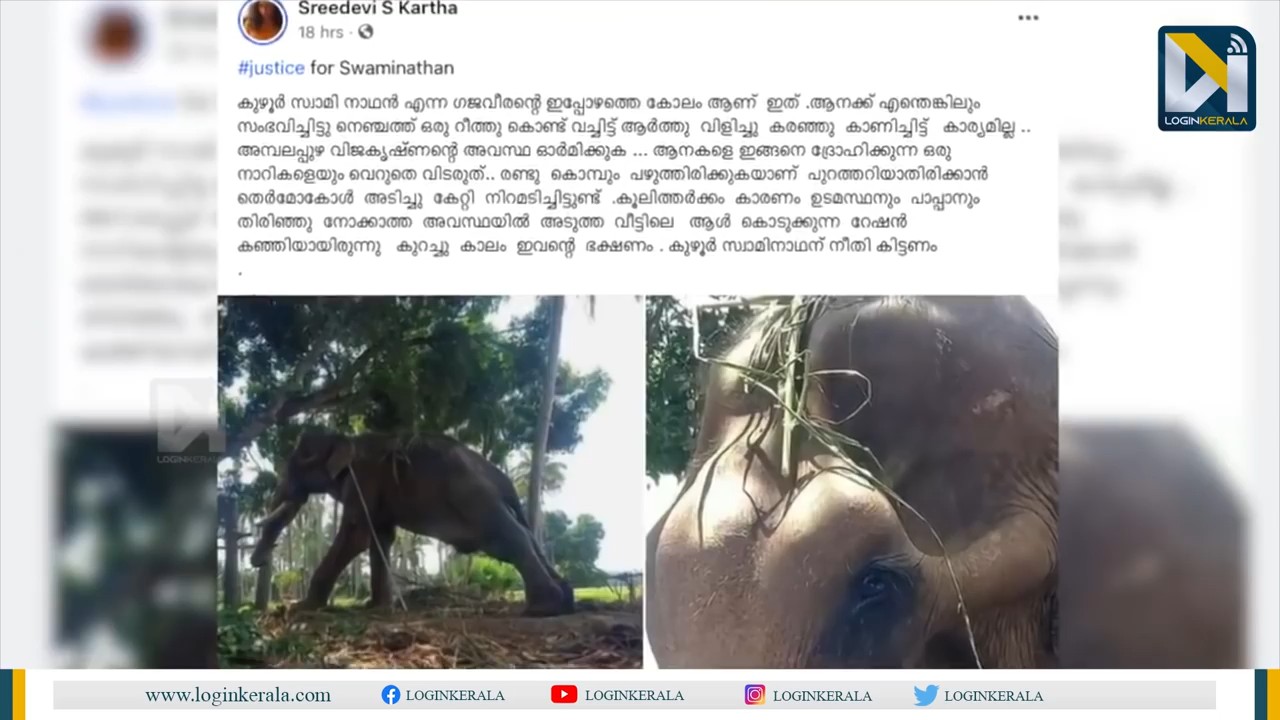 Sreedevi S Kartha
18 hrs ·
LOGINKERALA
#justice for Swaminathan
കുഴൂർ സ്വാമി നാഥൻ എന്ന ഗജവീരന്റെ ഇപ്പോഴത്തെ കോലം ആണ് ഇത് .ആനക്ക് എന്തെങ്കിലും
സംഭവിച്ചിട്ടു നെഞ്ചത്ത് ഒരു റീത്തു കൊണ്ട് വച്ചിട്ട് ആർത്തു വിളിച്ചു കരഞ്ഞു കാണിച്ചിട്ട് കാര്യമില്ല ..
അമ്പലപ്പുഴ വിജകൃഷ്ണന്റെ അവസ്ഥ ഓർമിക്കുക ... ആനകളെ ഇങ്ങനെ ദ്രോഹിക്കുന്ന ഒരു
നാറികളെയും വെറുതെ വിടരുത്.. രണ്ടു കൊമ്പും പഴുത്തിരിക്കുകയാണ് പുറത്തറിയാതിരിക്കാൻ
തെർമോകോൾ അടിച്ചു കേറ്റി നിറമടിച്ചിട്ടുണ്ട് .കൂലിത്തർക്കം കാരണം ഉടമസ്ഥനും പാപ്പാനും
തിരിഞ്ഞു നോക്കാത്ത അവസ്ഥയിൽ അടുത്ത വീട്ടിലെ ആൾ കൊടുക്കുന്ന റേഷൻ
കഞ്ഞിയായിരുന്നു കുറച്ചു കാലം ഇവന്റെ ഭക്ഷണം . കുഴൂർ സ്വാമിനാഥന് നീതി കിട്ടണം
.
LOGINKERALA
www.loginkerala.com LOGINKERALA LOGINKERALA LOGINKERALA LOGINKERALA